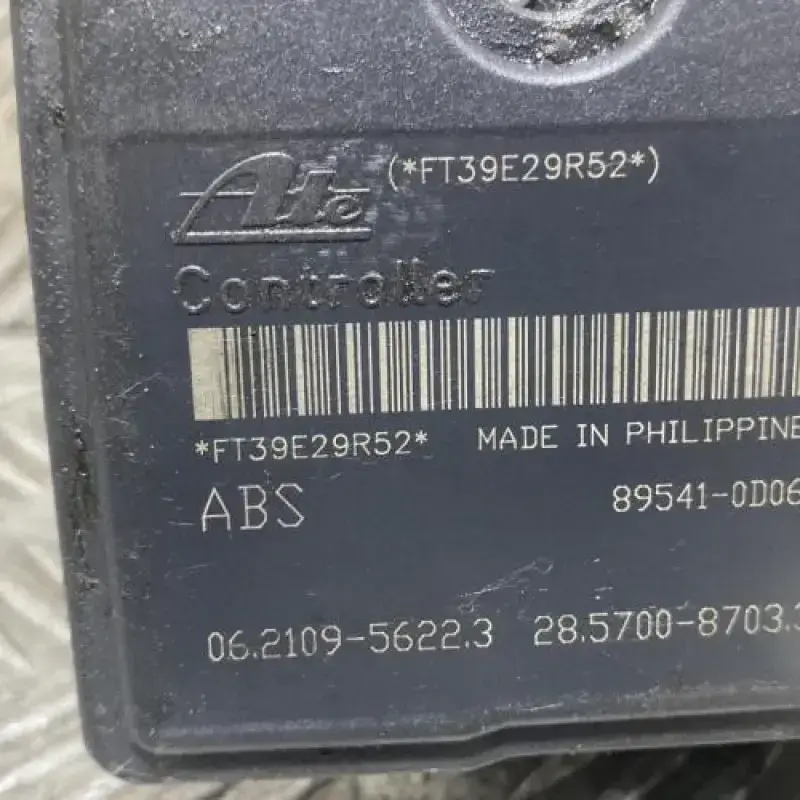 Ate (*FT39E29R52*)
Controller
*FT39E29R52* MADE IN PHILIPPINE
ABS 89541-0D06
06.2109-5622.3 28.5700-8703.3